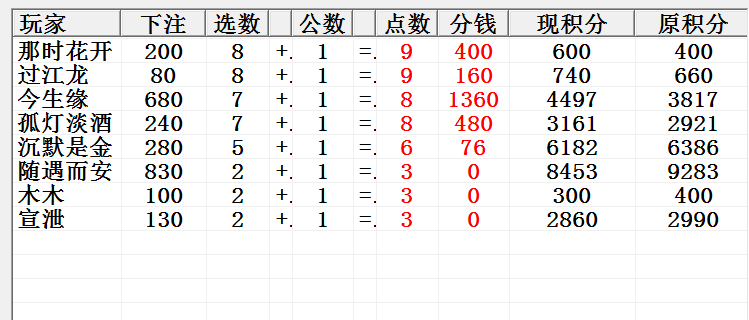 玩家 下注 选数 公数 点数 分钱 现积分 原积分
那时花开 200 8 +. 1 =. 9 400 600 400
过江龙 80 8 +. 1 =. 9 160 740 660
今生缘 680 7 +. 1 =. 8 1360 4497 3817
孤灯淡酒 240 7 +. 1 =. 8 480 3161 2921
沉默是金 280 5 +. 1 =. 6 76 6182 6386
随遇而安 830 2 +. 1 =. 3 0 8453 9283
木木 100 2 +. 1 =. 3 0 300 400
宣泄 130 2 +. 1 =. 3 0 2860 2990